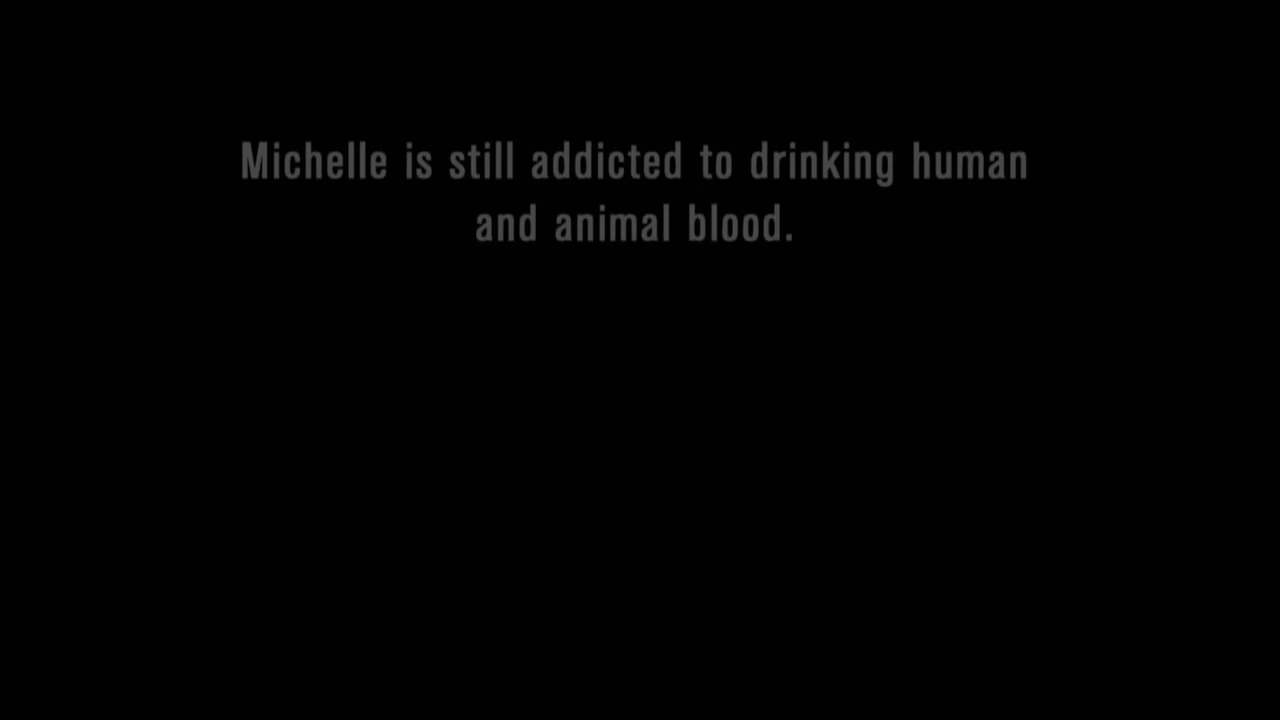 Michelle is still addicted to drinking human
and animal blood.